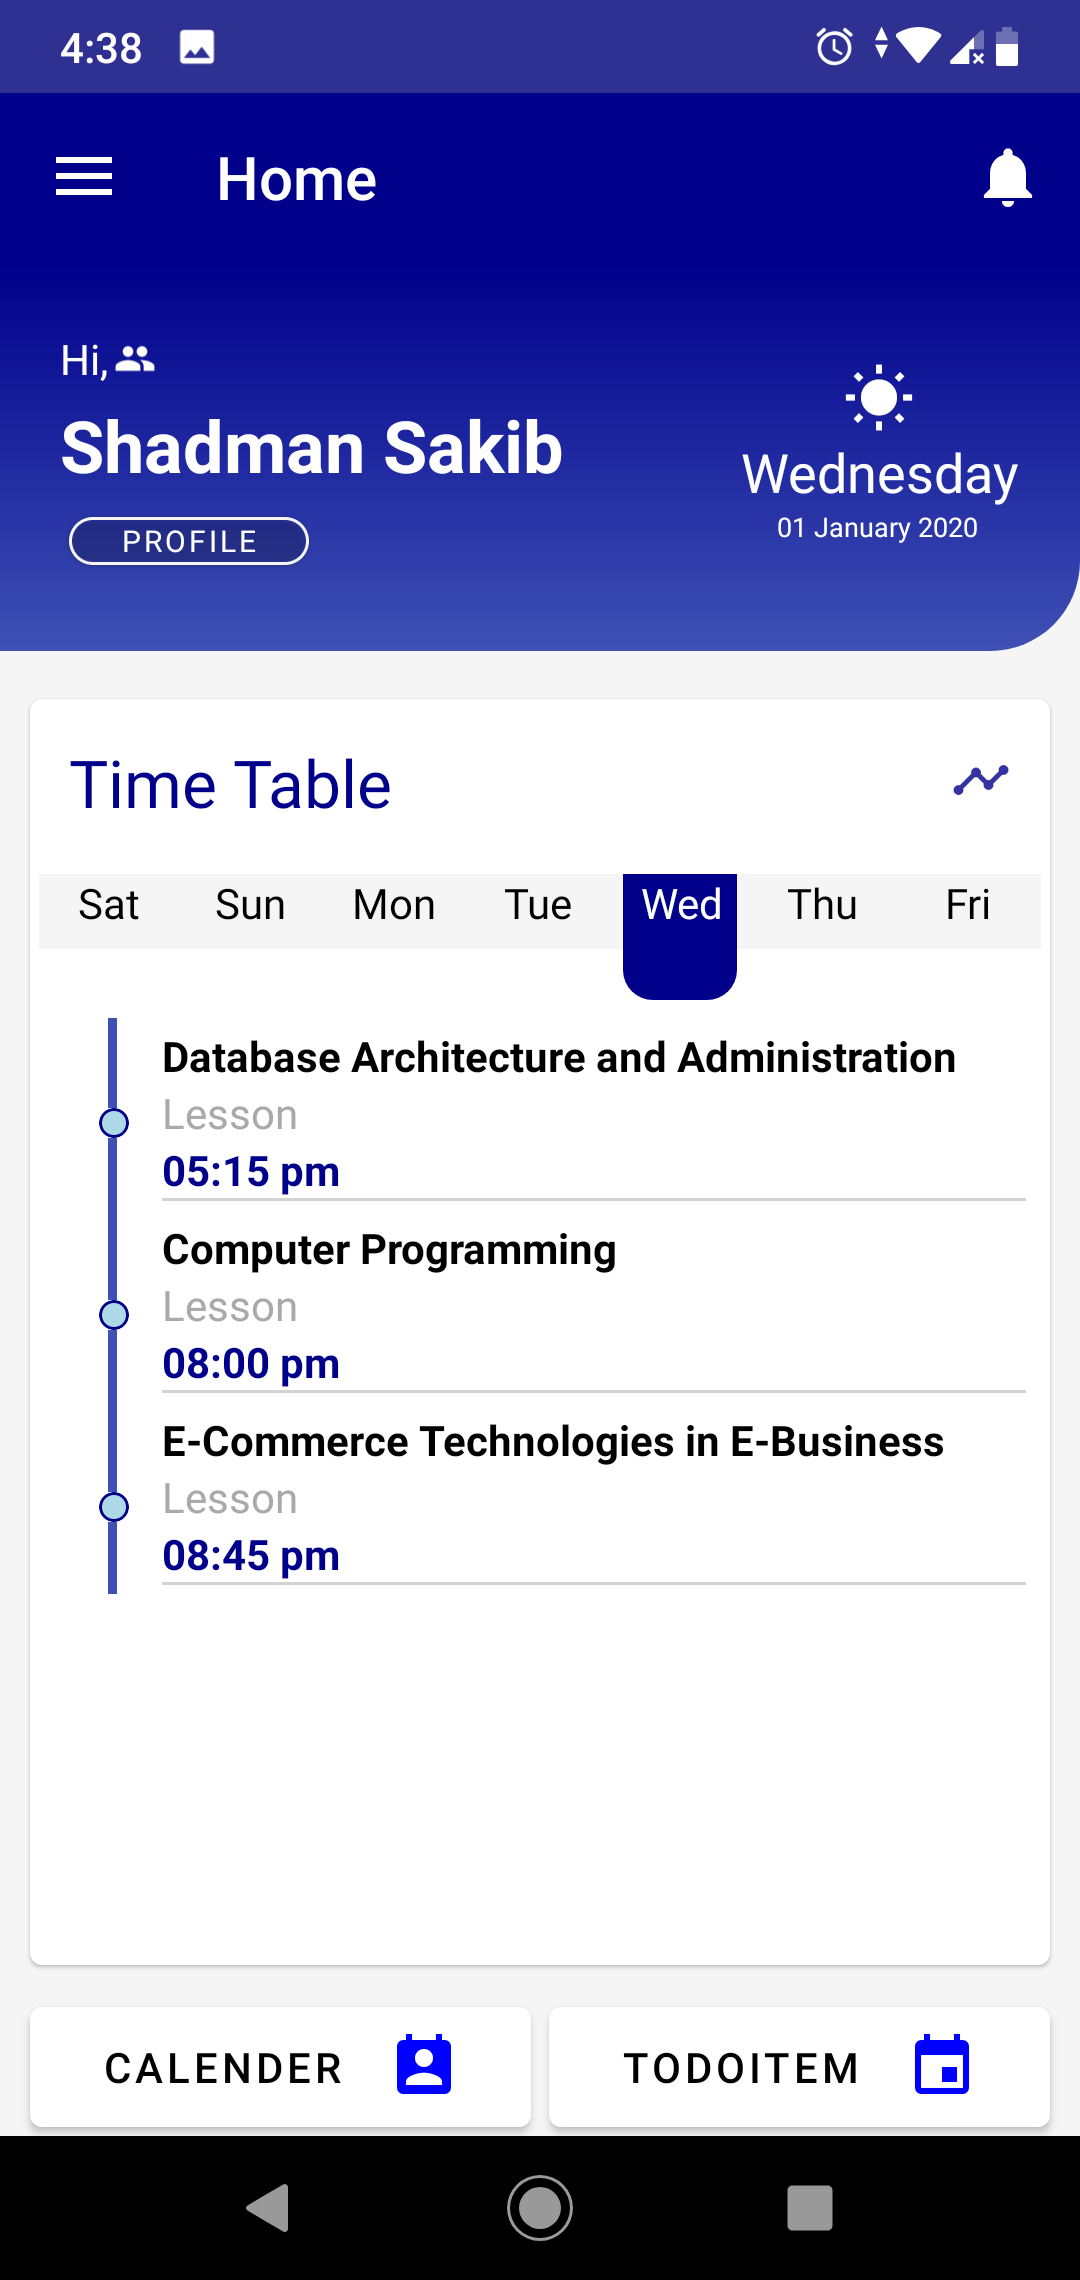 4:38
Home
Hi,
Shadman Sakib
PROFILE
Wednesday
01 January 2020
Time Table
Sat Sun Mon Tue Wed Thu Fri
Database Architecture and Administration
Lesson
05:15 pm
Computer Programming
Lesson
08:00 pm
E-Commerce Technologies in E-Business
Lesson
08:45 pm
CALENDER
TODOITEM